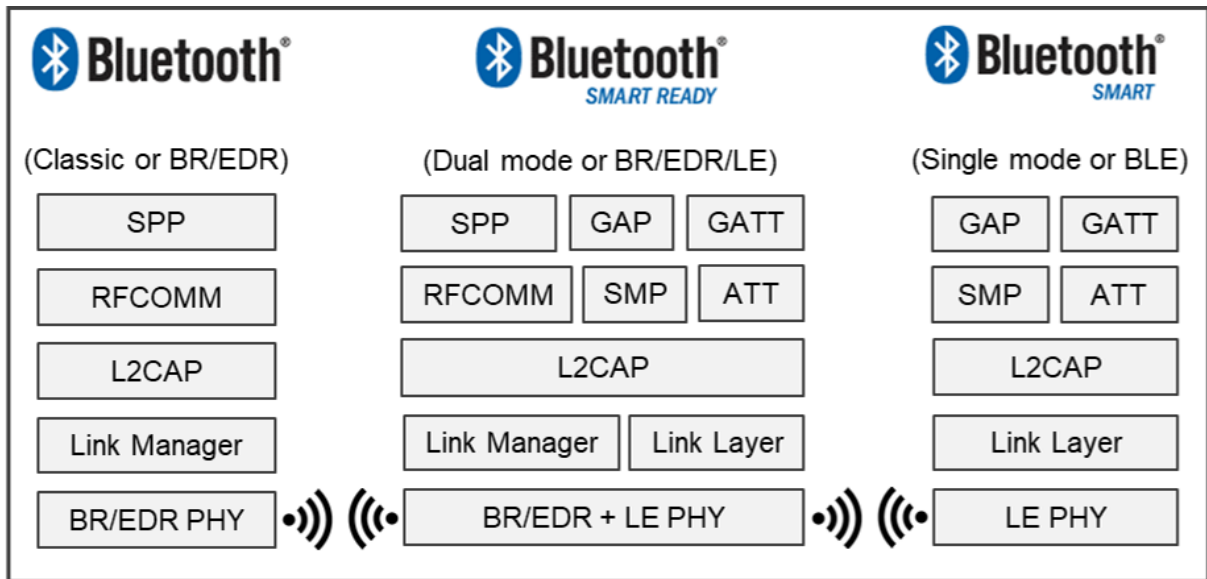 Bluetooth®
Bluetooth®
SMART READY
Bluetooth®
SMART
(Classic or BR/EDR)
(Dual mode or BR/EDR/LE)
(Single mode or BLE)
SPP
SPP
GAP
GATT
GAP
GATT
RFCOMM
RFCOMM
SMP
ATT
SMP
ATT
L2CAP
L2CAP
L2CAP
Link Manager
Link Manager
Link Layer
Link Layer
BR/EDR PHY
BR/EDR + LE PHY
LE PHY